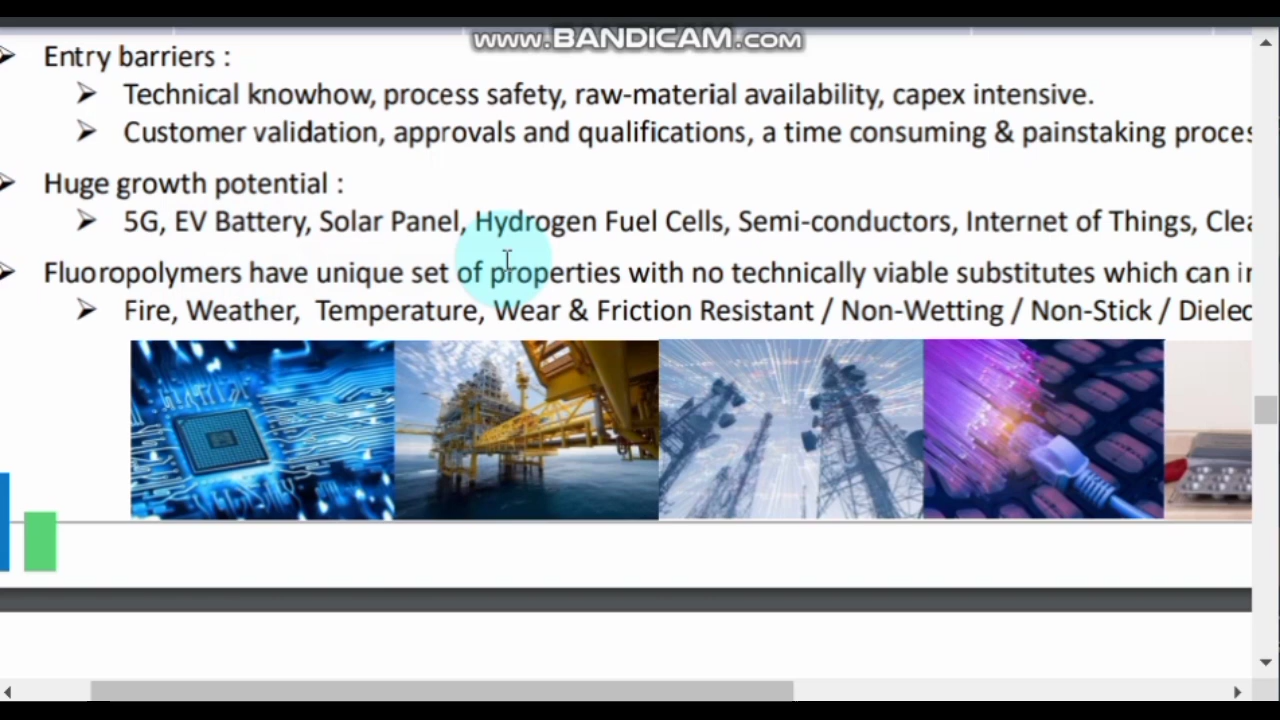 www.BANDICAM.com
Entry barriers :
Technical knowhow, process safety, raw-material availability, capex intensive.
Customer validation, approvals and qualifications, a time consuming & painstaking
Huge growth potential :
5G, EV Battery, Solar Panel, Hydrogen Fuel Cells, Semi-conductors, Internet of Things,
Fluoropolymers have unique set of properties with no technically viable substitutes which can
Fire, Weather, Temperature, Wear & Friction Resistant / Non-Wetting / Non-Stick /